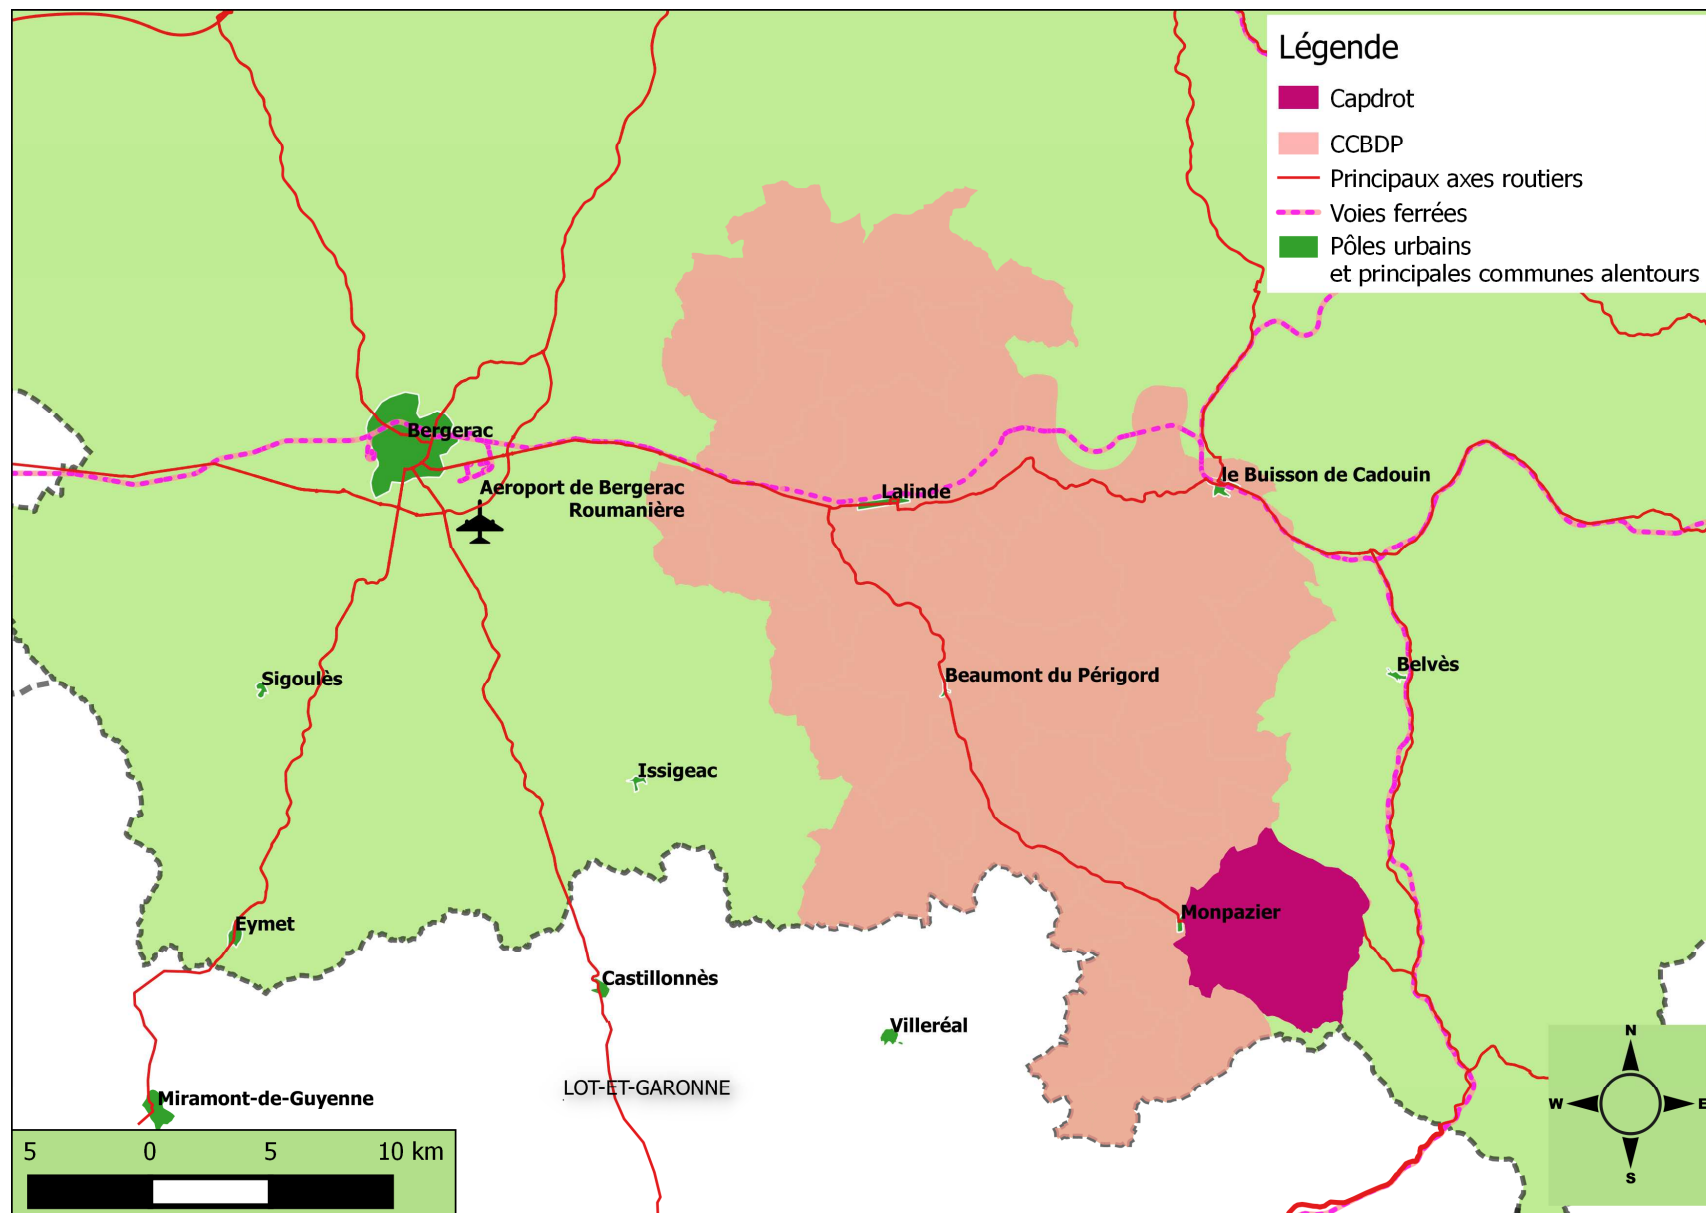 Légende
Capdrot
CCBDP
Principaux axes routiers
Voies ferrées
Pôles urbains
et principales communes alentours
Bergerac
Aeroport de Bergerac
Roumanière
Lalinde
le Buisson de Cadouin
Sigoulès
Beaumont du Périgord
Belvès
Issigeac
Eymet
Monpazier
Castillonnès
Villeréal
LOT-ET-GARONNE
Miramont-de-Guyenne
5 0 5 10 km
N
W E
S